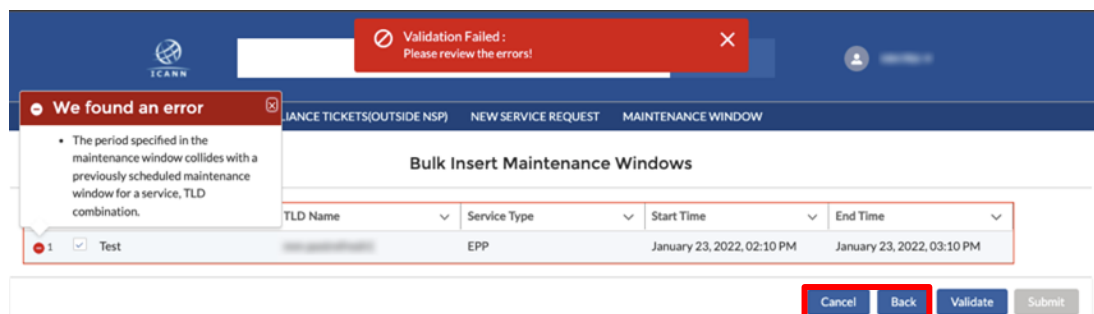 Validation Failed :
Please review the errors!
ICANN
We found an error
LIANCE TICKETS(OUTSIDE NSP) NEW SERVICE REQUEST MAINTENANCE WINDOW
• The period specified in the
maintenance window collides with a
previously scheduled maintenance
window for a service, TLD
combination.
Bulk Insert Maintenance Windows
TLD Name Service Type Start Time End Time
1 Test EPP January 23, 2022, 02:10 PM January 23, 2022, 03:10 PM
Cancel Back Validate Submit